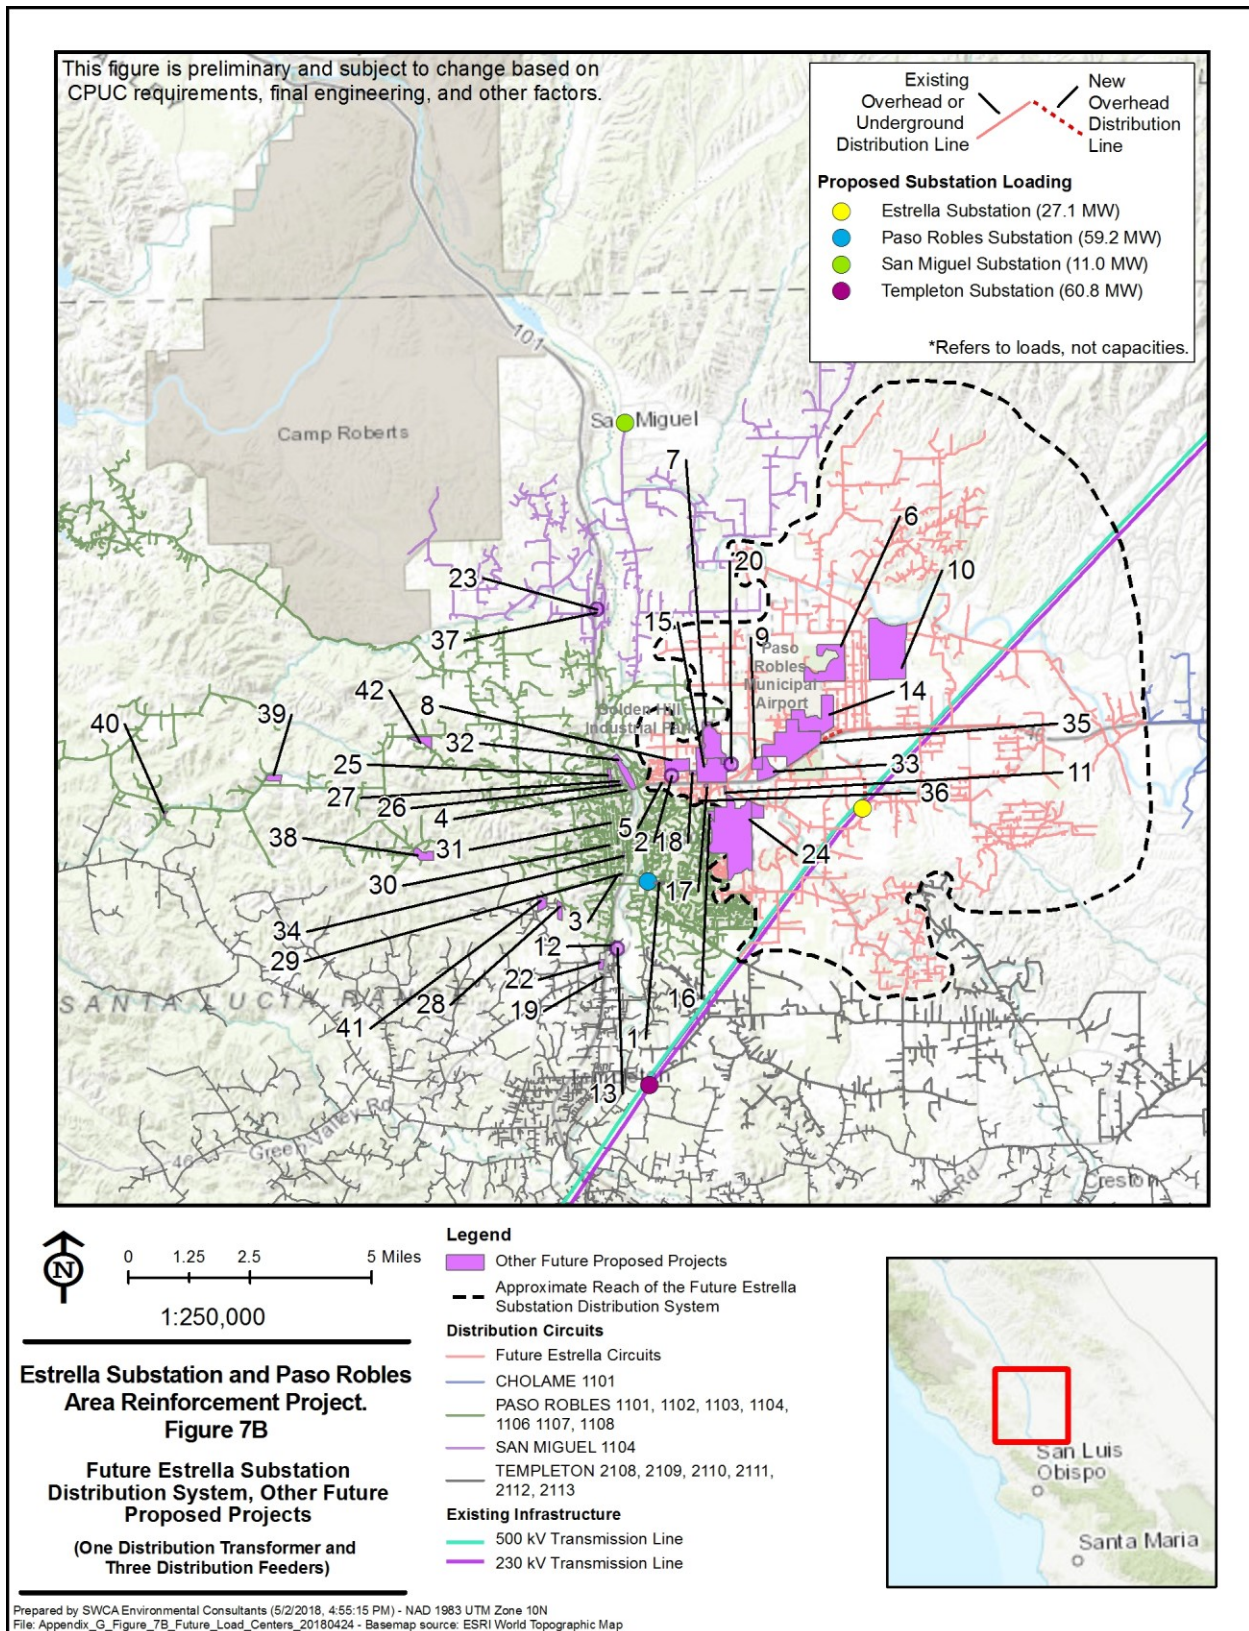 This figure is preliminary and subject to change based on
CPUC requirements, final engineering, and other factors.
Existing
Overhead or
Underground
Distribution Line
New
Overhead
Distribution
Line
Proposed Substation Loading
Estrella Substation (27.1 MW)
Paso Robles Substation (59.2 MW)
San Miguel Substation (11.0 MW)
Templeton Substation (60.8 MW)
*Refers to loads, not capacities.
101
Camp Roberts
Sa Miguel
7
6
20
10
23
37
15
9
Paso
Robles
Municipal
Airport
14
42
8
Golden Hill
Industrial Park
39
40
32
35
46
25
33
11
27
26
36
4
5
2
18
38
31
24
30
17
34
3
29
12
22
28
19
16
41
SANTA LUCIA RANGE
1
13
Green Valley Rd
46
Rd
Creston
N
0 1.25 2.5 5 Miles
1:250,000
Estrella Substation and Paso Robles
Area Reinforcement Project.
Figure 7B
Future Estrella Substation
Distribution System, Other Future
Proposed Projects
(One Distribution Transformer and
Three Distribution Feeders)
Legend
Other Future Proposed Projects
Approximate Reach of the Future Estrella
Substation Distribution System
Distribution Circuits
Future Estrella Circuits
CHOLAME 1101
PASO ROBLES 1101, 1102, 1103, 1104,
1106 1107, 1108
SAN MIGUEL 1104
TEMPLETON 2108, 2109, 2110, 2111,
2112, 2113
Existing Infrastructure
500 kV Transmission Line
230 kV Transmission Line
San Luis
Obispo
Santa Maria
Prepared by SWCA Environmental Consultants (5/2/2018, 4:55:15 PM) - NAD 1983 UTM Zone 10N
File: Appendix_G_Figure_7B_Future_Load_Centers_20180424 - Basemap source: ESRI World Topographic Map